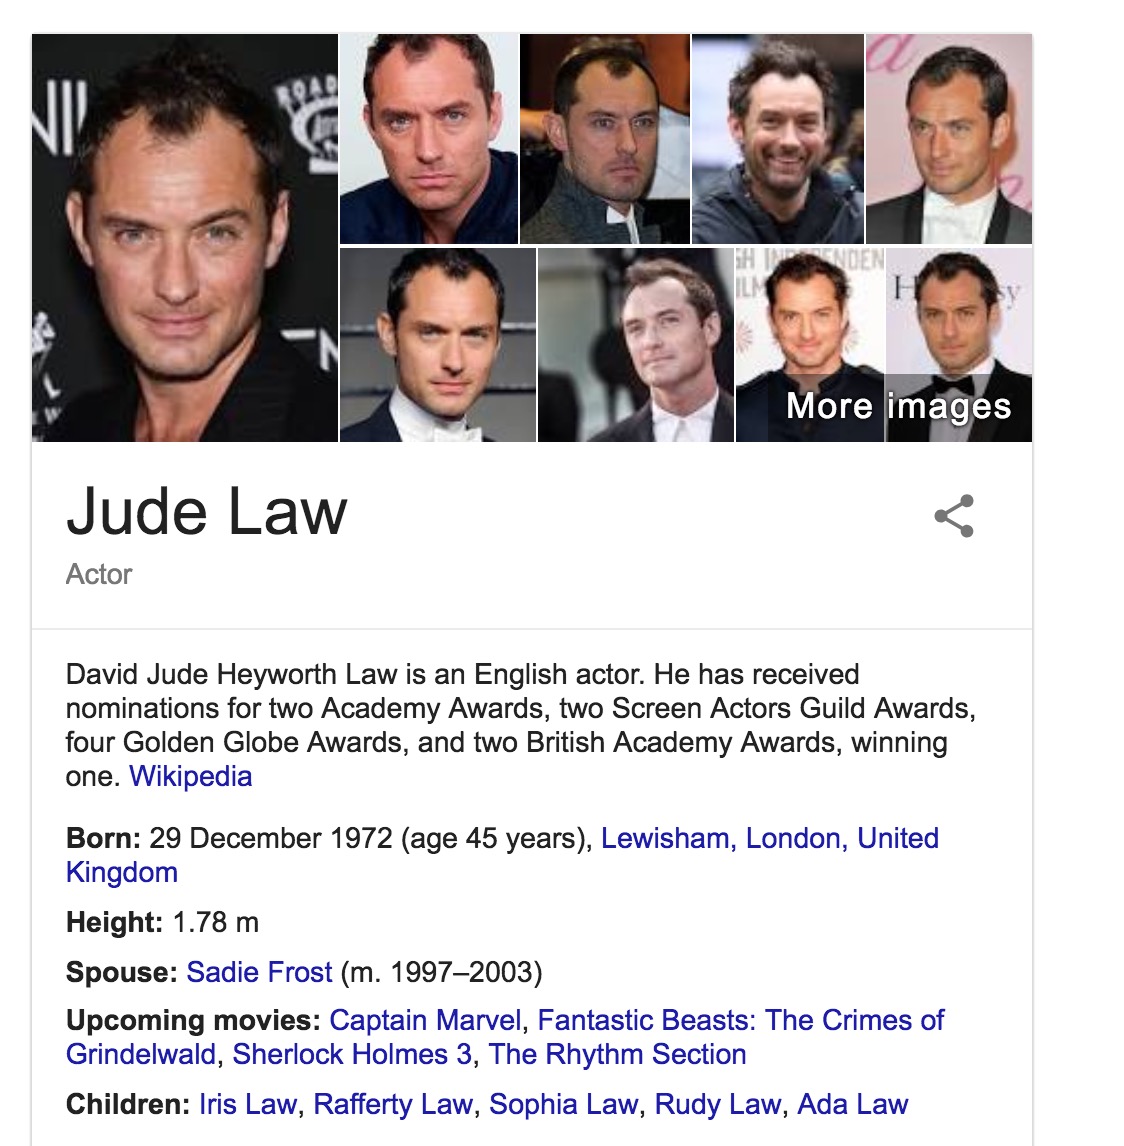 ROAD
SH INDEPENDEN
FILM
More images
Jude Law
Actor
David Jude Heyworth Law is an English actor. He has received
nominations for two Academy Awards, two Screen Actors Guild Awards,
four Golden Globe Awards, and two British Academy Awards, winning
one. Wikipedia
Born: 29 December 1972 (age 45 years), Lewisham, London, United
Kingdom
Height: 1.78 m
Spouse: Sadie Frost (m. 1997–2003)
Upcoming movies: Captain Marvel, Fantastic Beasts: The Crimes of
Grindelwald, Sherlock Holmes 3, The Rhythm Section
Children: Iris Law, Rafferty Law, Sophia Law, Rudy Law, Ada Law